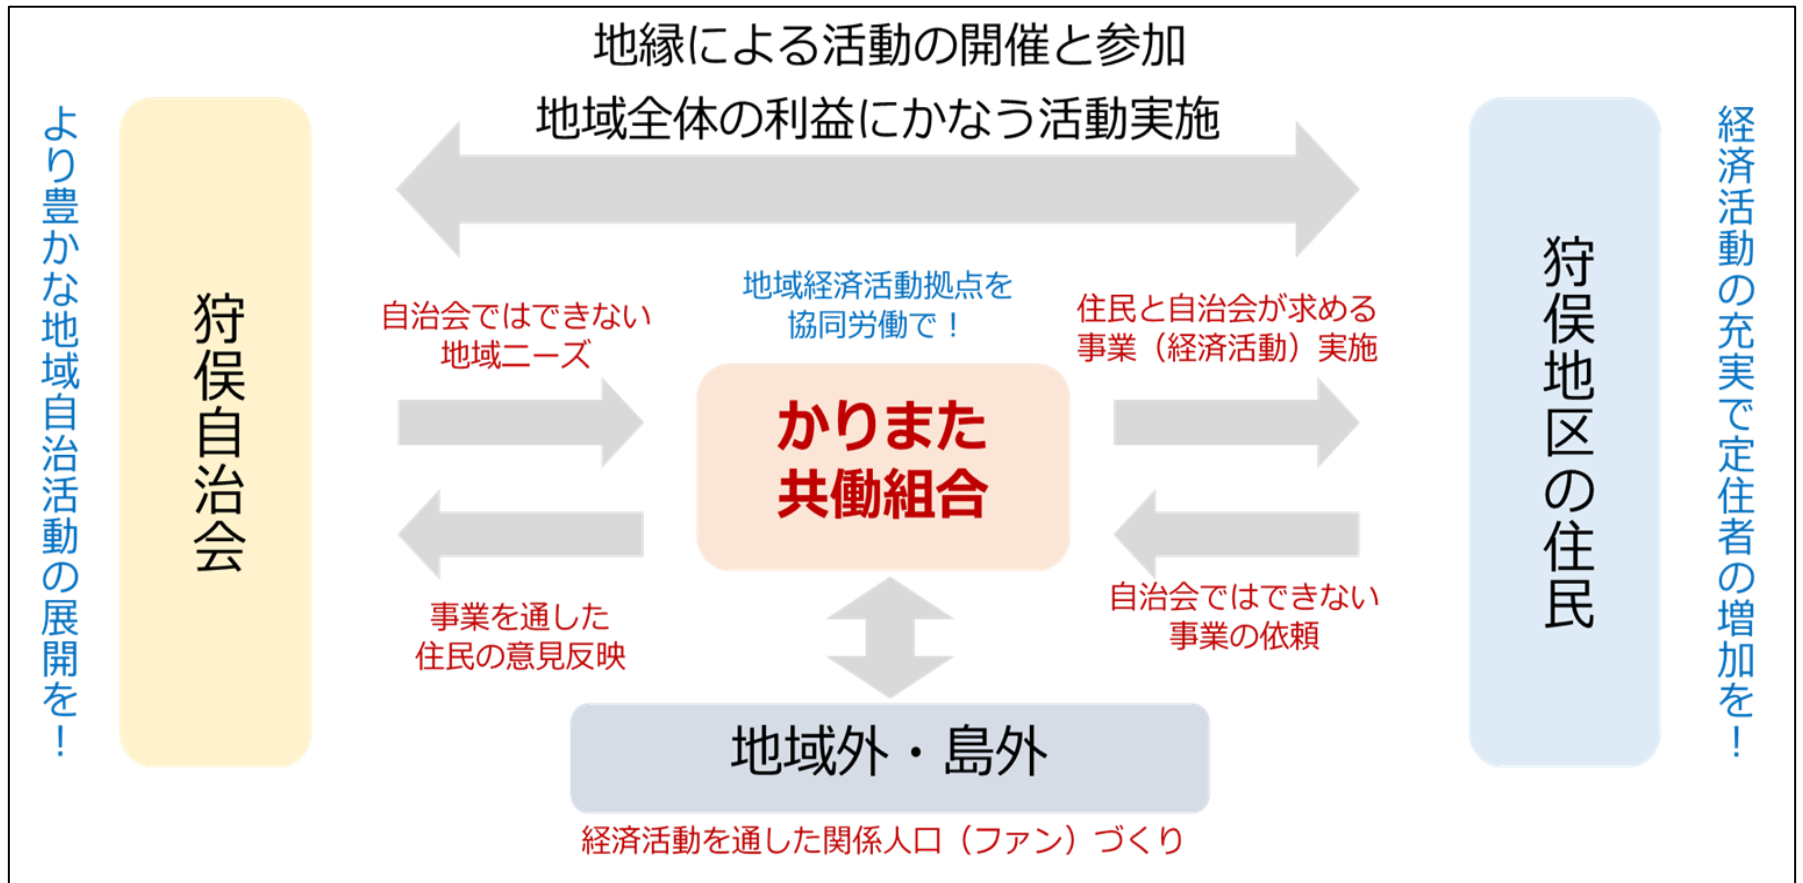 地縁による活動の開催と参加
地域全体の利益にかなう活動実施
より豊かな地域自治活動の展開を！
狩俣自治会
自治会ではできない
地域ニーズ
事業を通した
住民の意見反映
地域経済活動拠点を
協同労働で！
かりまた
共働組合
住民と自治会が求める
事業（経済活動）実施
自治会ではできない
事業の依頼
狩俣地区の住民
経済活動の充実で定住者の増加を！
地域外・島外
経済活動を通した関係人口（ファン）づくり